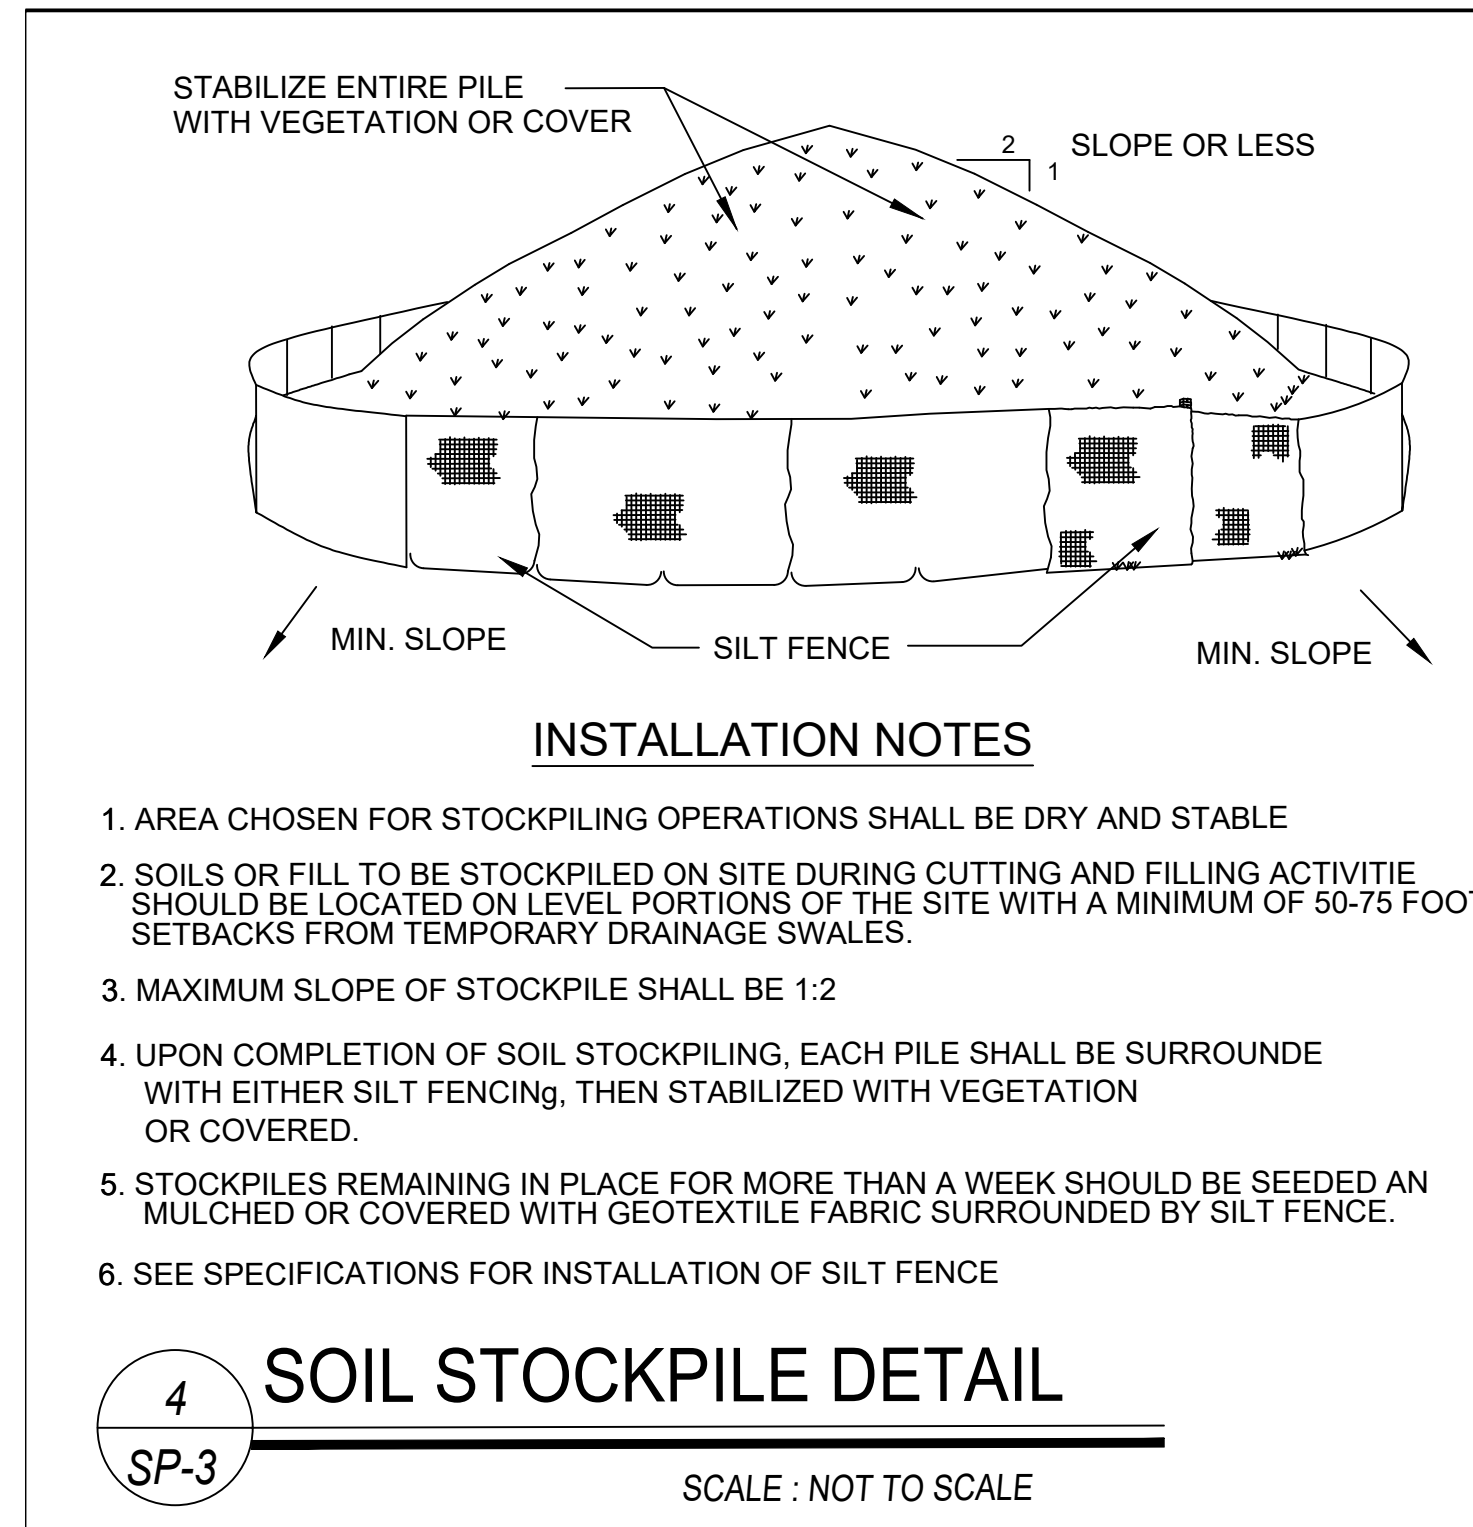 STABILIZE ENTIRE PILE
WITH VEGETATION OR COVER
2
1
SLOPE OR LESS
MIN. SLOPE
SILT FENCE
MIN. SLOPE
INSTALLATION NOTES
1. AREA CHOSEN FOR STOCKPILING OPERATIONS SHALL BE DRY AND STABLE
2. SOILS OR FILL TO BE STOCKPILED ON SITE DURING CUTTING AND FILLING ACTIVITIE
SHOULD BE LOCATED ON LEVEL PORTIONS OF THE SITE WITH A MINIMUM OF 50-75 FOOT
SETBACKS FROM TEMPORARY DRAINAGE SWALES.
3. MAXIMUM SLOPE OF STOCKPILE SHALL BE 1:2
4. UPON COMPLETION OF SOIL STOCKPILING, EACH PILE SHALL BE SURROUNDE
WITH EITHER SILT FENCINg, THEN STABILIZED WITH VEGETATION
OR COVERED.
5. STOCKPILES REMAINING IN PLACE FOR MORE THAN A WEEK SHOULD BE SEEDED AN
MULCHED OR COVERED WITH GEOTEXTILE FABRIC SURROUNDED BY SILT FENCE.
6. SEE SPECIFICATIONS FOR INSTALLATION OF SILT FENCE
4
SP-3
SOIL STOCKPILE DETAIL
SCALE : NOT TO SCALE